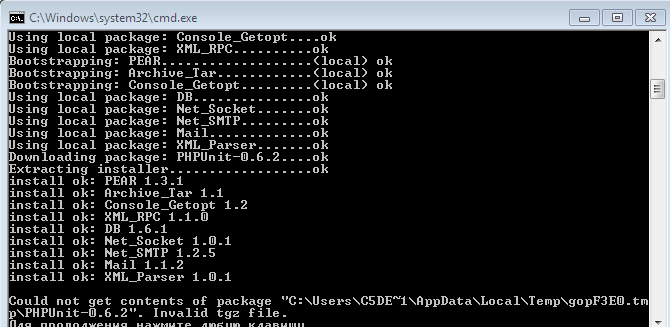 C:\Windows\system32\cmd.exe
Using local package: Console_Getopt....ok
Using local package: XML_RPC..........ok
Bootstrapping: PEAR...................(local) ok
Bootstrapping: Archive_Tar............(local) ok
Bootstrapping: Console_Getopt.........(local) ok
Using local package: DB...............ok
Using local package: Net_Socket.......ok
Using local package: Net_SMTP.........ok
Using local package: Mail.............ok
Using local package: XML_Parser.......ok
Downloading package: PHPUnit-0.6.2....ok
Extracting installer..................ok
install ok: PEAR 1.3.1
install ok: Archive_Tar 1.1
install ok: Console_Getopt 1.2
install ok: XML_RPC 1.1.0
install ok: DB 1.6.1
install ok: Net_Socket 1.0.1
install ok: Net_SMTP 1.2.5
install ok: Mail 1.1.2
install ok: XML_Parser 1.0.1
Could not get contents of package "C:\Users\C5DE~1\AppData\Local\Temp\gopF3E0.tm
p\PHPUnit-0.6.2". Invalid tgz file.
Для продолжения нажмите любую клавишу